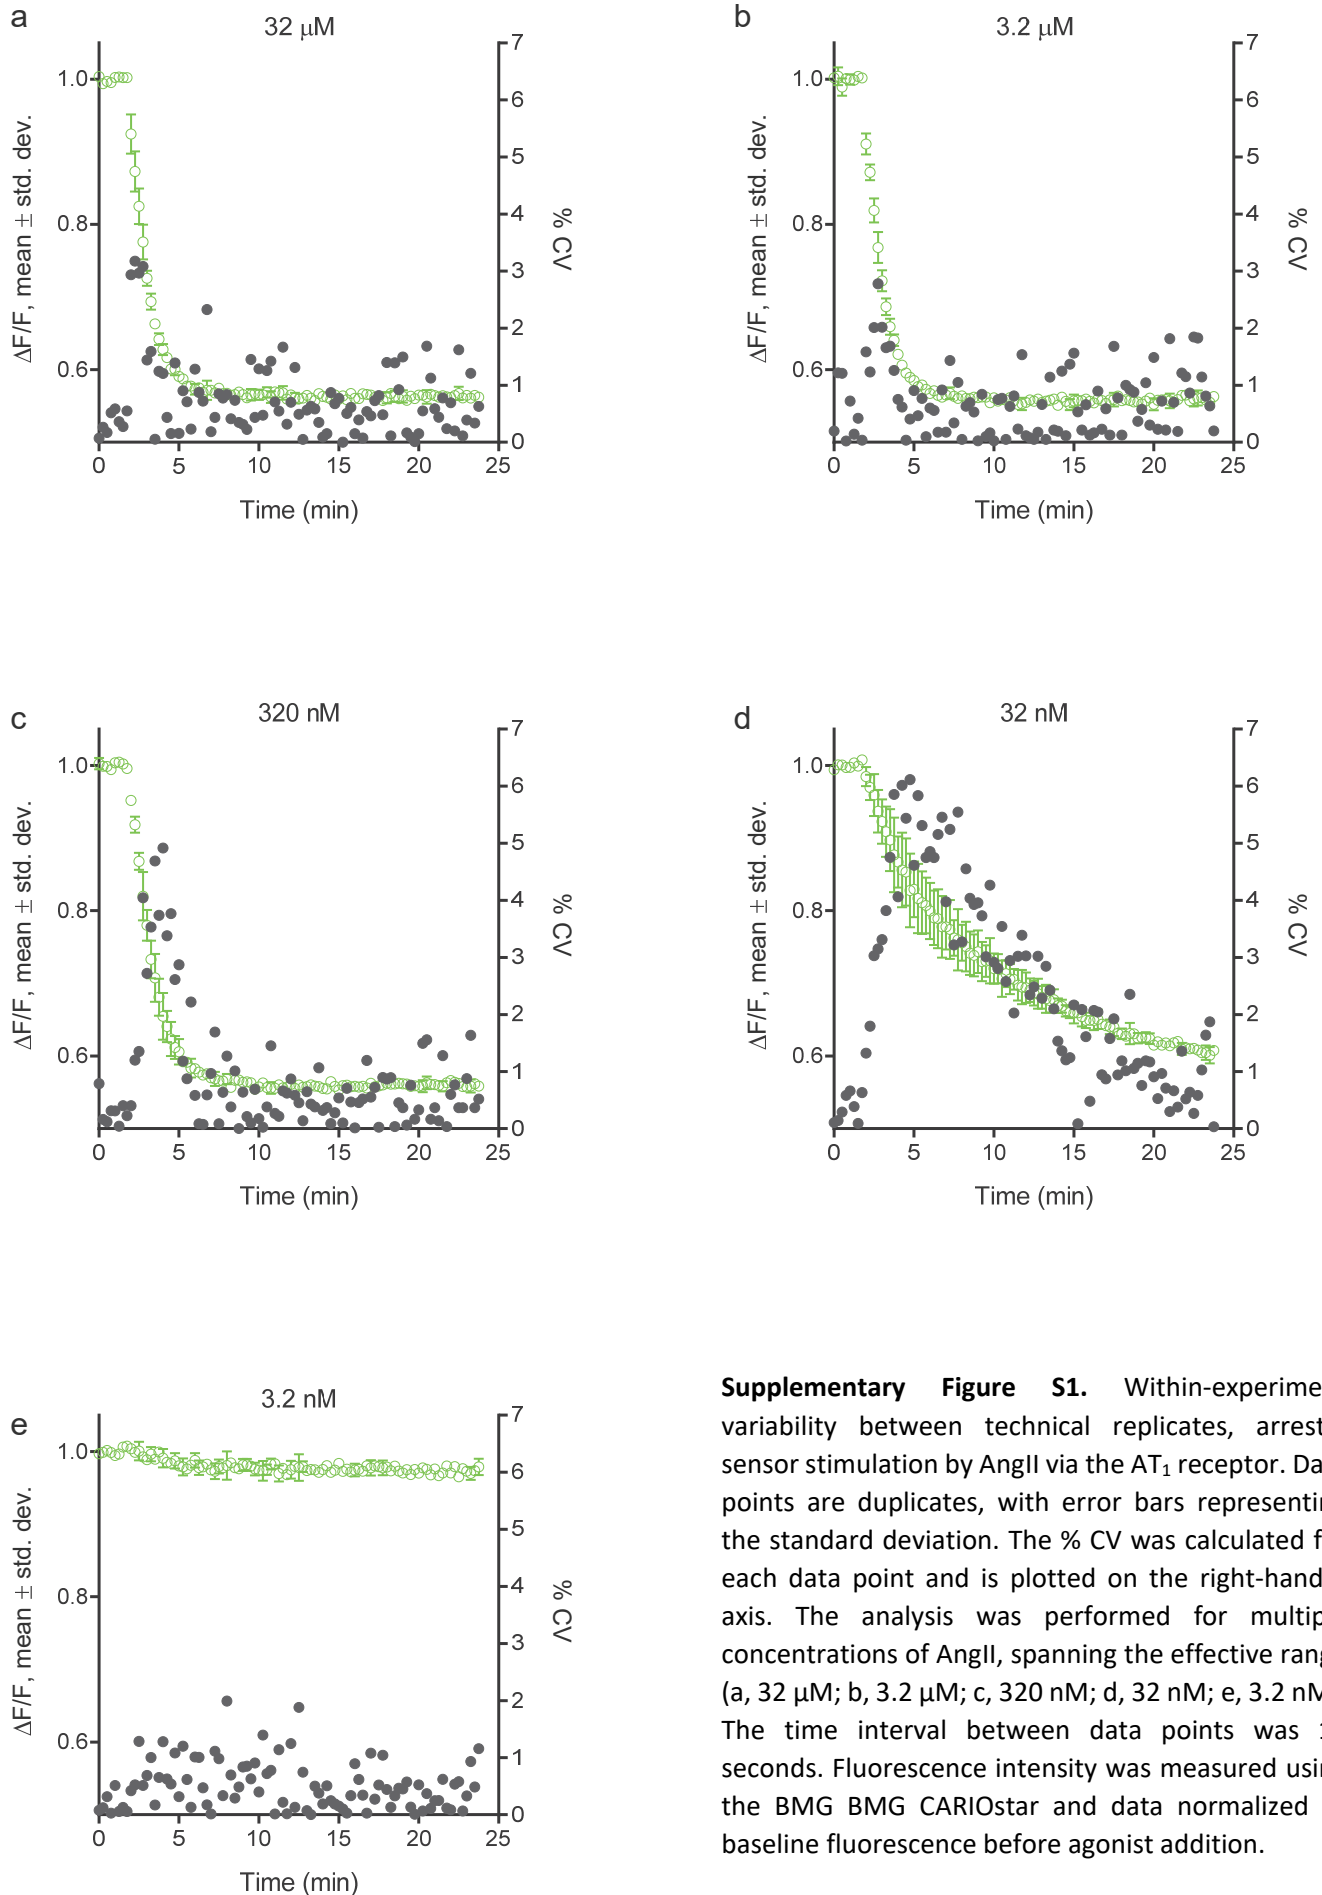 a
32 μM
1.0
0.8
0.6
ΔF/F, mean ± std. dev.
7
6
5
4
3
2
1
0
% CV
0 5 10 15 20 25
Time (min)
b
3.2 μM
1.0
0.8
0.6
ΔF/F, mean ± std. dev.
7
6
5
4
3
2
1
0
% CV
0 5 10 15 20 25
Time (min)
c
320 nM
1.0
0.8
0.6
ΔF/F, mean ± std. dev.
7
6
5
4
3
2
1
0
% CV
0 5 10 15 20 25
Time (min)
d
32 nM
1.0
0.8
0.6
ΔF/F, mean ± std. dev.
7
6
5
4
3
2
1
0
% CV
0 5 10 15 20 25
Time (min)
e
3.2 nM
1.0
0.8
0.6
ΔF/F, mean ± std. dev.
7
6
5
4
3
2
1
0
% CV
0 5 10 15 20 25
Time (min)
Supplementary Figure S1. Within-experime
variability between technical replicates, arrest
sensor stimulation by AngII via the AT₁ receptor. Da
points are duplicates, with error bars representin
the standard deviation. The % CV was calculated f
each data point and is plotted on the right-hand
axis. The analysis was performed for multip
concentrations of AngII, spanning the effective rang
(a, 32 μM; b, 3.2 μM; c, 320 nM; d, 32 nM; e, 3.2 nM
The time interval between data points was 1
seconds. Fluorescence intensity was measured usin
the BMG BMG CARIOstar and data normalized
baseline fluorescence before agonist addition.